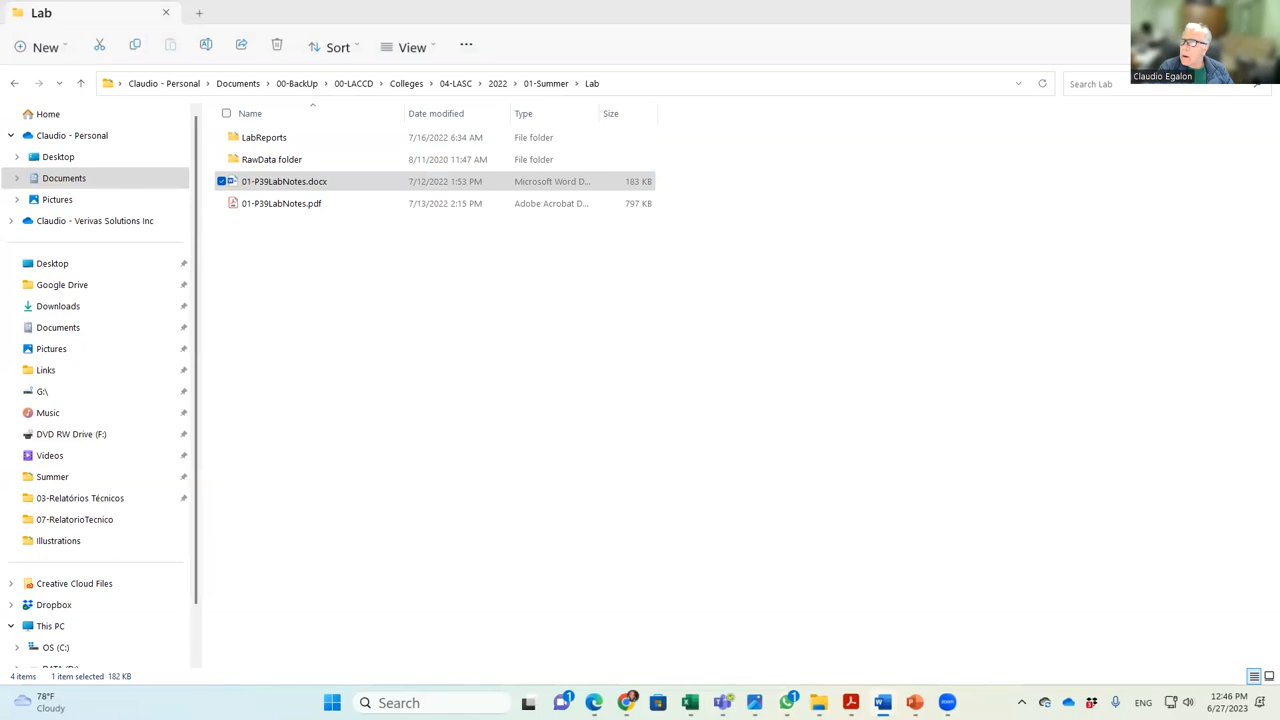 Lab
New
Sort
View
Claudio Egalon
Claudio - Personal
Documents
00-BackUp
00-LACCD
Colleges
04-LASC
2022
01-Summer
Lab
Search Lab
Home
Claudio - Personal
Desktop
Documents
Pictures
Claudio - Verivas Solutions Inc
Desktop
Google Drive
Downloads
Documents
Pictures
Links
G:\
Music
DVD RW Drive (F:)
Videos
Summer
03-Relatórios Técnicos
07-RelatorioTecnico
Illustrations
Creative Cloud Files
Dropbox
This PC
OS (C:)
Name Date modified Type Size
LabReports 7/16/2022 6:34 AM File folder
RawData folder 8/11/2020 11:47 AM File folder
01-P39LabNotes.docx 7/12/2022 1:53 PM Microsoft Word D... 183 KB
01-P39LabNotes.pdf 7/13/2022 2:15 PM Adobe Acrobat D... 797 KB
4 items 1 item selected 182 KB
78°F
Cloudy
Search
1
1
ENG
12:46 PM
6/27/2023